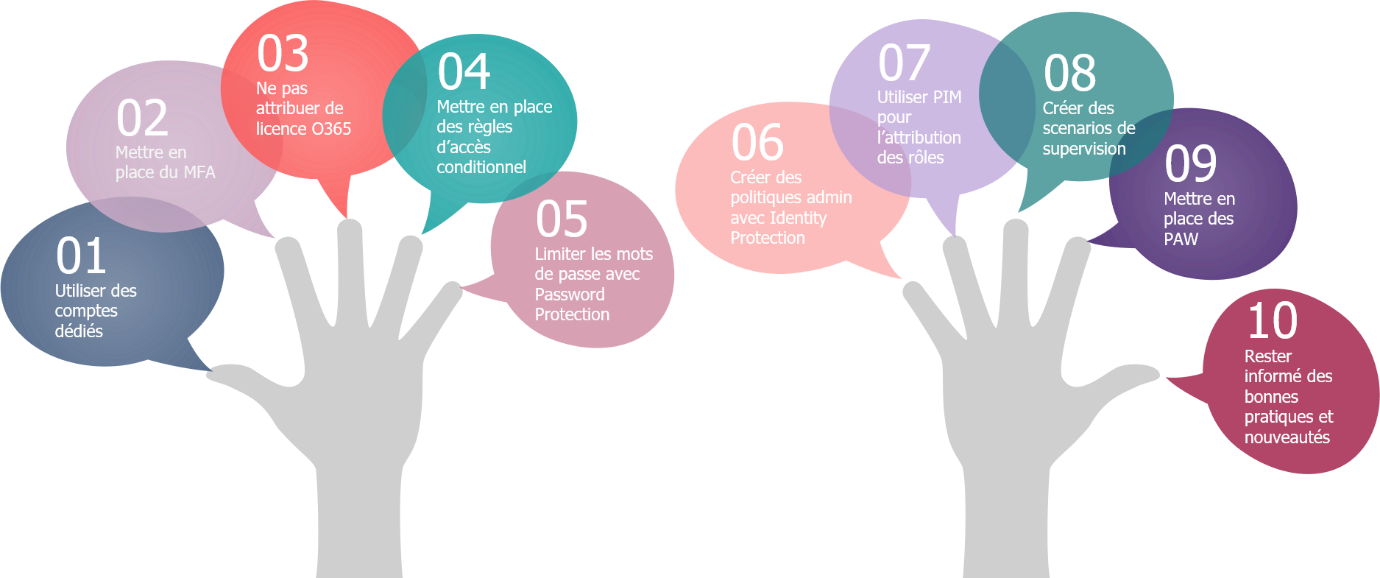 01
Utiliser des
comptes
dédiés
02
Mettre en
place du MFA
03
Ne pas
attribuer de
licence O365
04
Mettre en place
des règles
d’accès
conditionnel
05
Limiter les mots
de passe avec
Password
Protection
06
Créer des
politiques admin
avec Identity
Protection
07
Utiliser PIM
pour
l’attribution
des rôles
08
Créer des
scenarios de
supervision
09
Mettre en
place des
PAW
10
Rester
informé des
bonnes
pratiques et
nouveautés